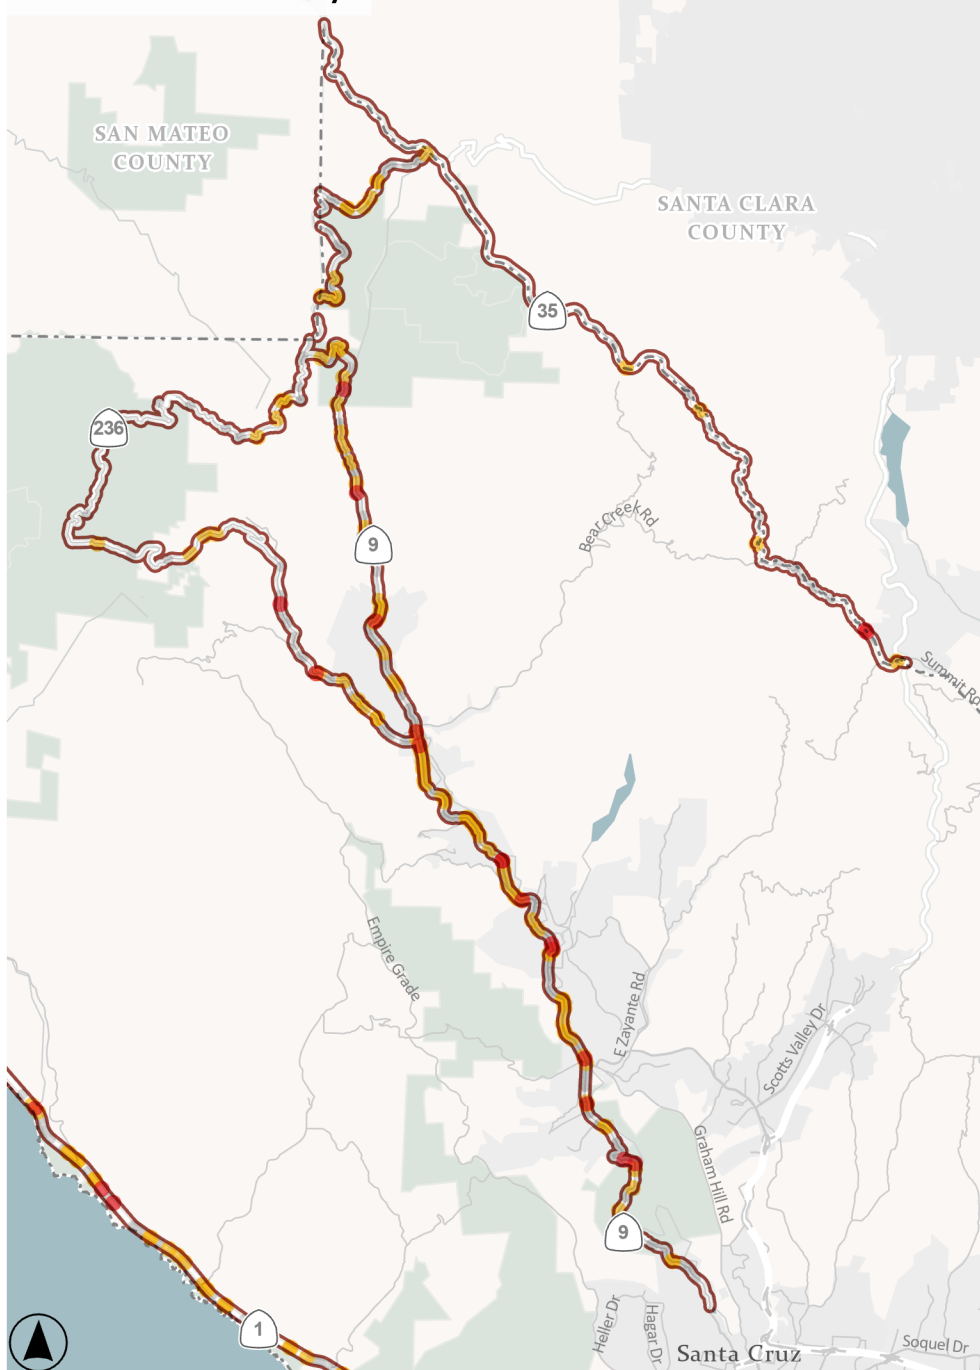 SAN MATEO
COUNTY
SANTA CLARA
COUNTY
35
236
Bear Creek Rd
9
Summit Rd
Empire Grade
E Zayante Rd
Scotts Valley Dr
Graham Hill Rd
9
1
Heller Dr
Hagar Dr
Soquel Dr
Santa Cruz